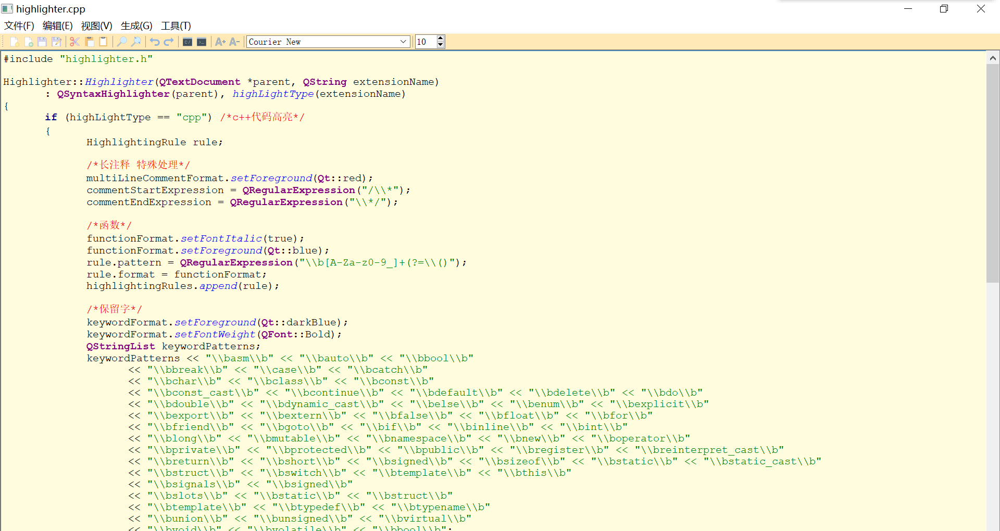 highlighter.cpp
文件(F) 编辑(E) 视图(V) 生成(G) 工具(T)
A+ A- Courier New 10
#include "highlighter.h"
Highlighter::Highlighter(QTextDocument *parent, QString extensionName)
: QSyntaxHighlighter(parent), highLightType(extensionName)
{
if (highLightType == "cpp") /*c++代码高亮*/
{
HighlightingRule rule;
/*长注释 特殊处理*/
multiLineCommentFormat.setForeground(Qt::red);
commentStartExpression = QRegularExpression("/\\*");
commentEndExpression = QRegularExpression("\\*/");
/*函数*/
functionFormat.setFontItalic(true);
functionFormat.setForeground(Qt::blue);
rule.pattern = QRegularExpression("\\b[A-Za-z0-9_]+(?=\\()");
rule.format = functionFormat;
highlightingRules.append(rule);
/*保留字*/
keywordFormat.setForeground(Qt::darkBlue);
keywordFormat.setFontWeight(QFont::Bold);
QStringList keywordPatterns;
keywordPatterns << "\\basm\\b" << "\\bauto\\b" << "\\bbool\\b"
<< "\\bbreak\\b" << "\\case\\b" << "\\bcatch\\b"
<< "\\bchar\\b" << "\\bclass\\b" << "\\bconst\\b"
<< "\\bconst_cast\\b" << "\\bcontinue\\b" << "\\bdefault\\b" << "\\bdelete\\b" << "\\bdo\\b"
<< "\\bdouble\\b" << "\\bdynamic_cast\\b" << "\\belse\\b" << "\\benum\\b" << "\\bexplicit\\b"
<< "\\bexport\\b" << "\\bextern\\b" << "\\bfalse\\b" << "\\bfloat\\b" << "\\bfor\\b"
<< "\\bfriend\\b" << "\\bgoto\\b" << "\\bif\\b" << "\\binline\\b" << "\\bint\\b"
<< "\\blong\\b" << "\\bmutable\\b" << "\\bnamespace\\b" << "\\bnew\\b" << "\\boperator\\b"
<< "\\bprivate\\b" << "\\bprotected\\b" << "\\bpublic\\b" << "\\bregister\\b" << "\\breinterpret_cast\\b"
<< "\\breturn\\b" << "\\bshort\\b" << "\\bsigned\\b" << "\\bsizeof\\b" << "\\bstatic\\b" << "\\bstatic_cast\\b"
<< "\\bstruct\\b" << "\\bswitch\\b" << "\\btemplate\\b" << "\\bthis\\b"
<< "\\bsignals\\b" << "\\bsigned\\b"
<< "\\bslots\\b" << "\\bstatic\\b" << "\\bstruct\\b"
<< "\\btemplate\\b" << "\\btypedef\\b" << "\\btypename\\b"
<< "\\bunion\\b" << "\\bunsigned\\b" << "\\bvirtual\\b"
<< "\\bvoid\\b" << "\\bvolatile\\b" << "\\bbool\\b";